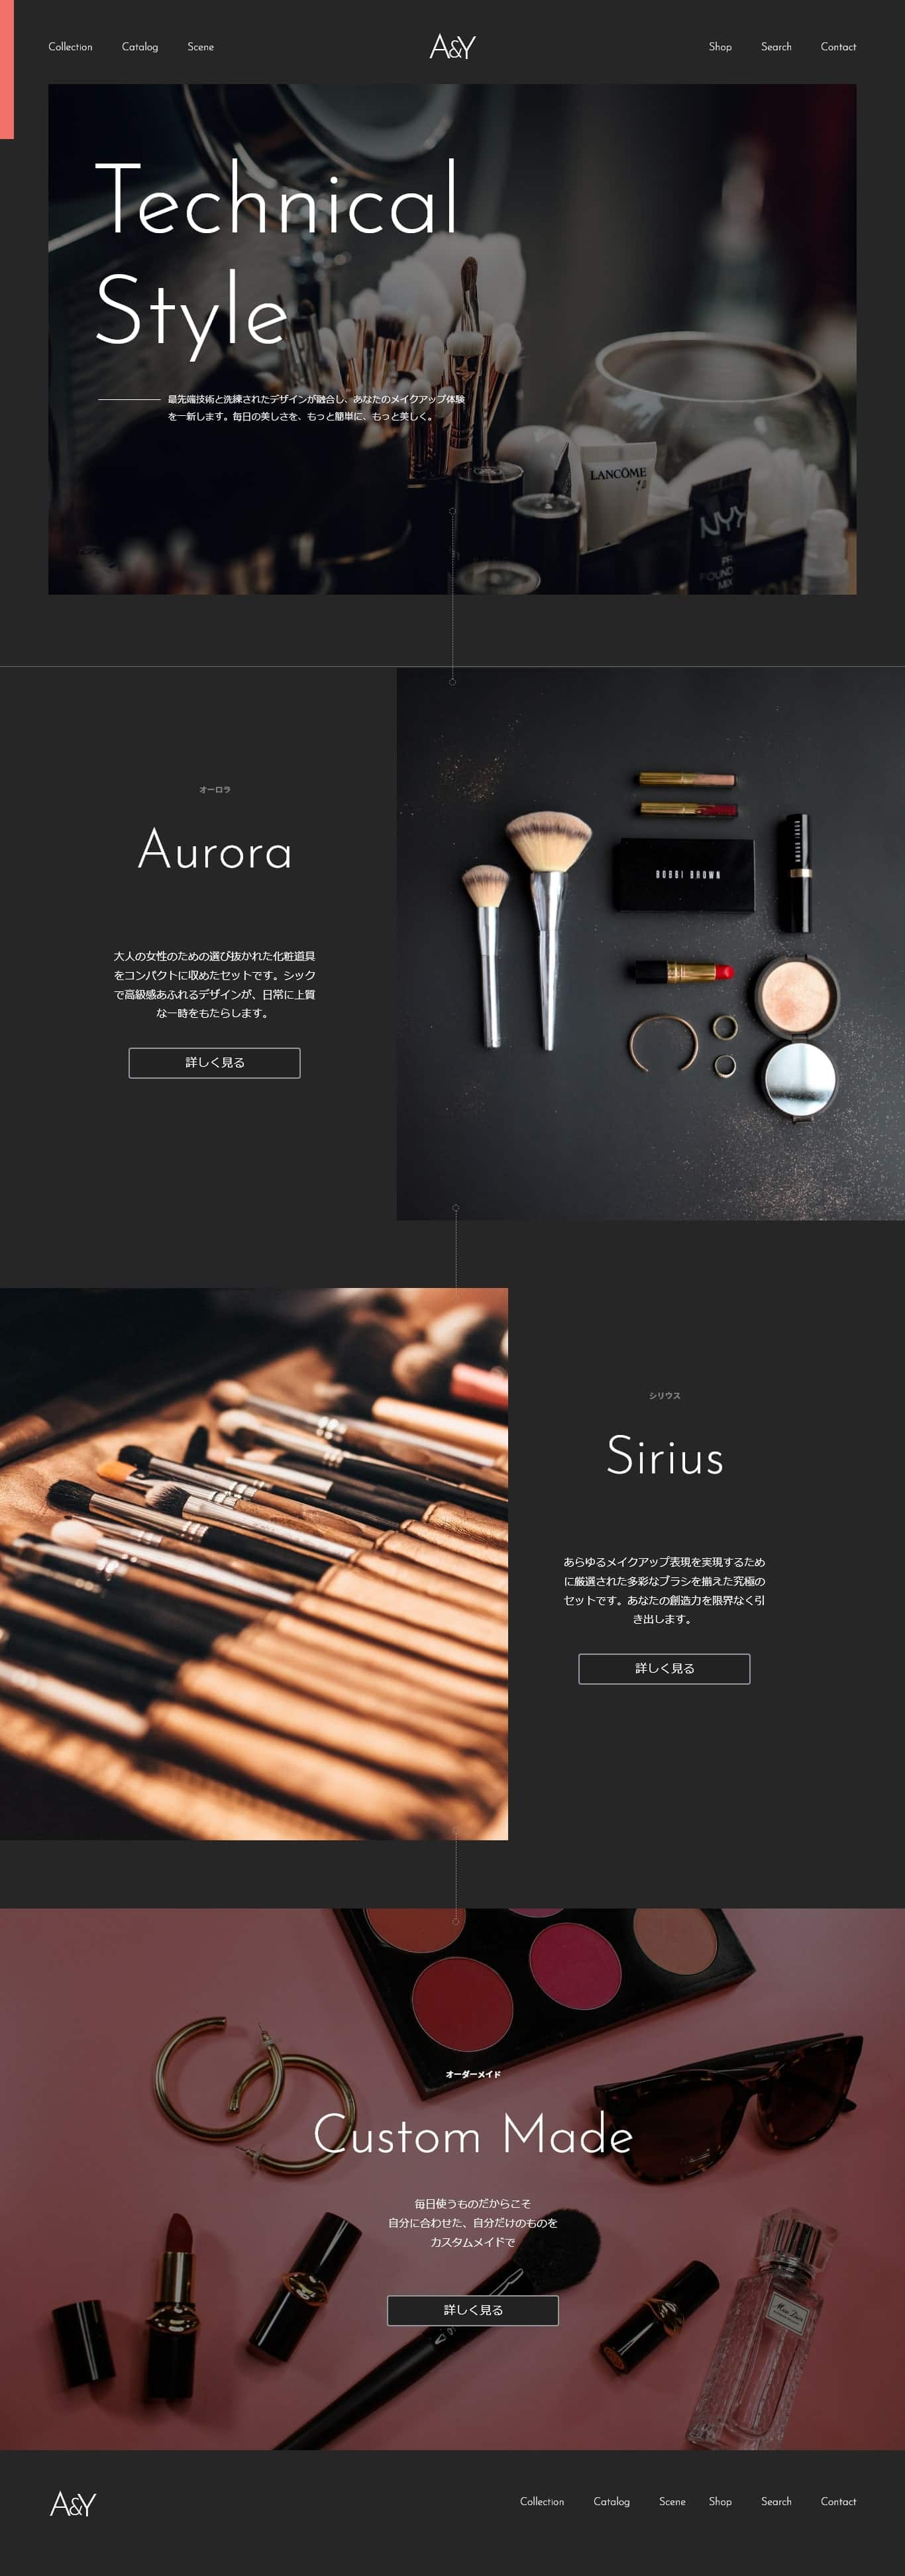 Collection Catalog Scene A&Y Shop Search Contact
Technical
Style
最先端技術と洗練されたデザインが融合し、あなたのメイクアップ体験
を一新します。毎日の美しさを、もっと簡単に、もっと美しく。
LANCÔME
NYX
PR
FOUND
MIX
オーロラ
Aurora
BOBBI BROWN
BOBBI BROWN
大人の女性のための選び抜かれた化粧道具
をコンパクトに収めたセットです。シック
で高級感あふれるデザインが、日常に上質
な一時をもたらします。
詳しく見る
シリウス
Sirius
あらゆるメイクアップ表現を実現するため
に厳選された多彩なブラシを揃えた究極の
セットです。あなたの創造力を限界なく引
き出します。
詳しく見る
オーダーメイド
Custom Made
毎日使うものだからこそ
自分に合わせた、自分だけのものを
カスタムメイドで
詳しく見る
Miss Dior
A&Y Collection Catalog Scene Shop Search Contact